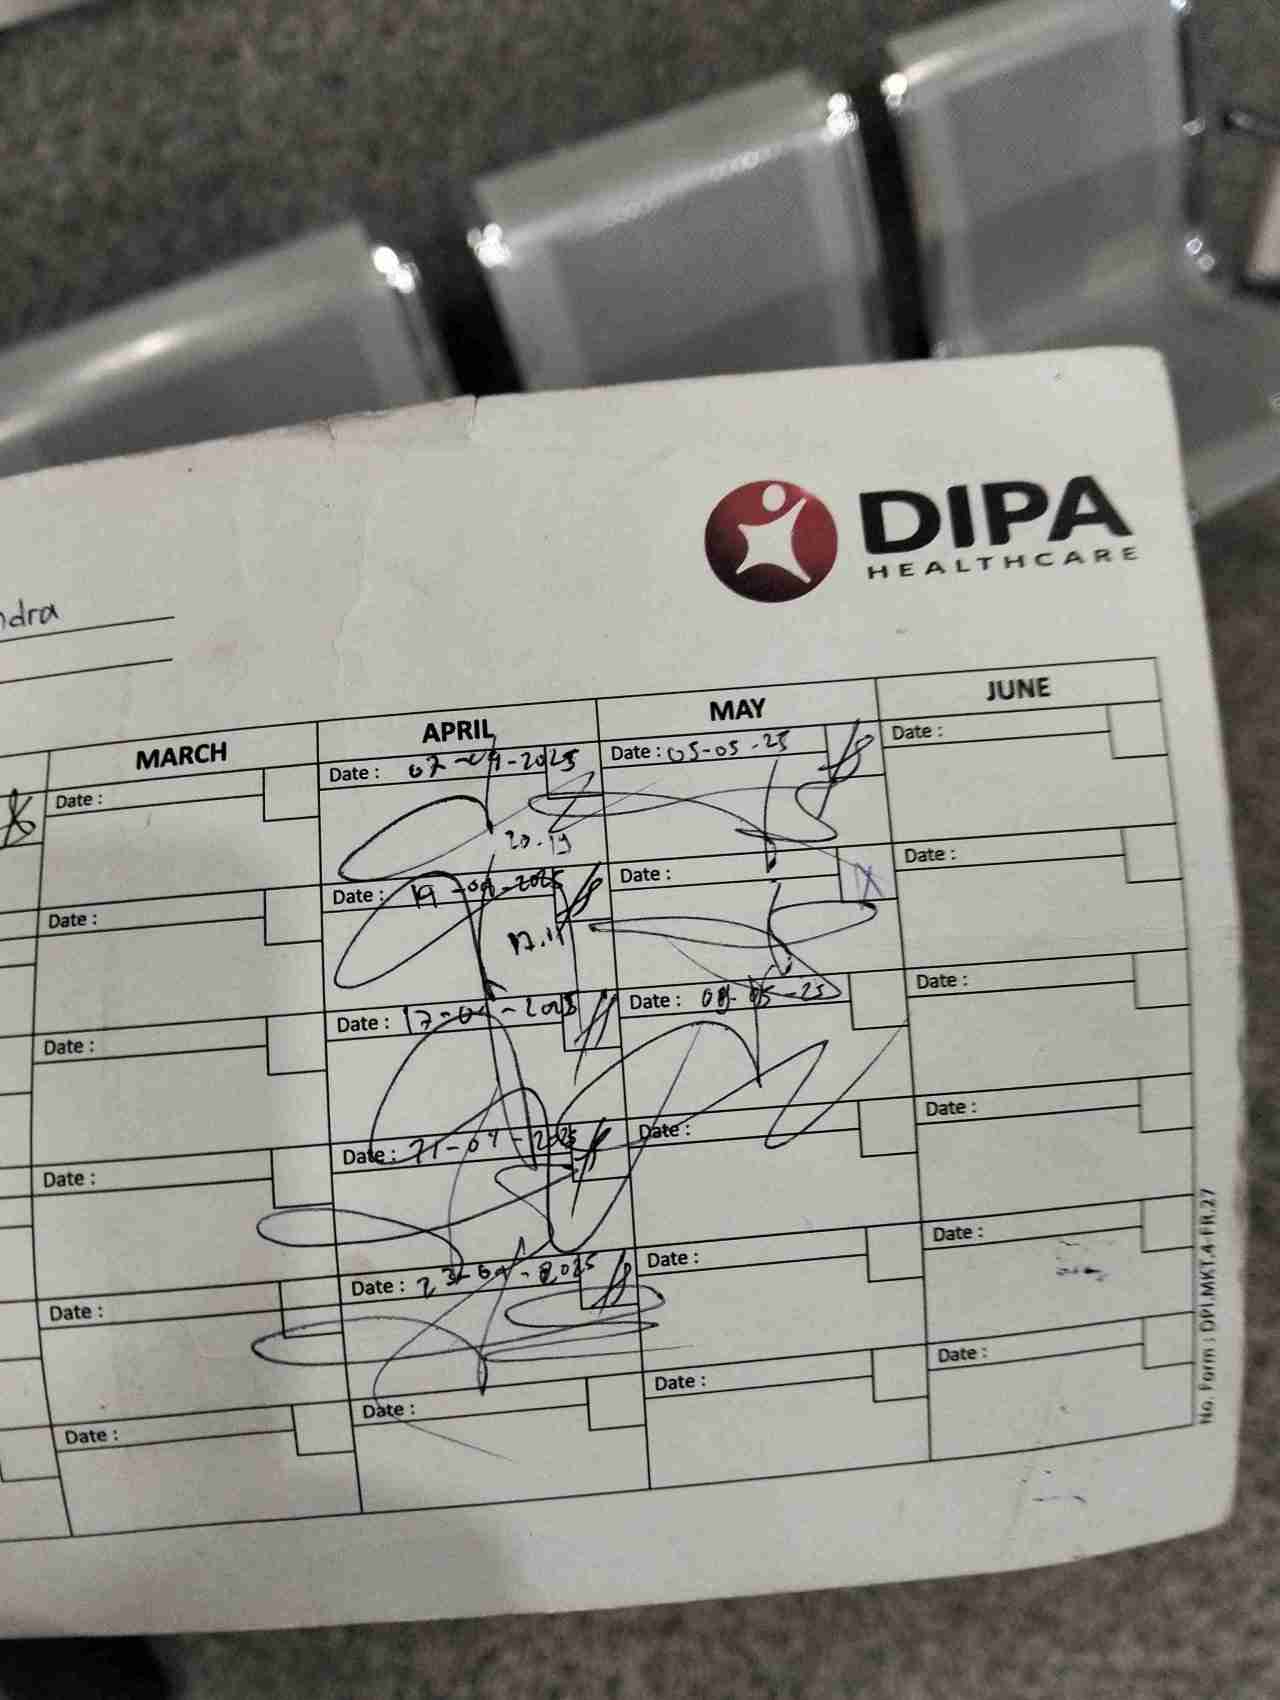 DIPA
HEALTHCARE
ndra
MARCH
APRIL
MAY
JUNE
Date :
Date : 07-04-2025
Date : 05-05-25
Date :
20.19
Date :
Date : 19-04-2025
Date :
Date :
17.11
Date :
Date : 17-04-2025
Date : 08-05-25
Date :
Date :
Date : 21-04-2025
Date :
Date :
Date :
Date : 23-04-2025
Date :
Date :
Date :
Date :
Date :
Date :
No. Form : DPI.MKT.4-FR.27